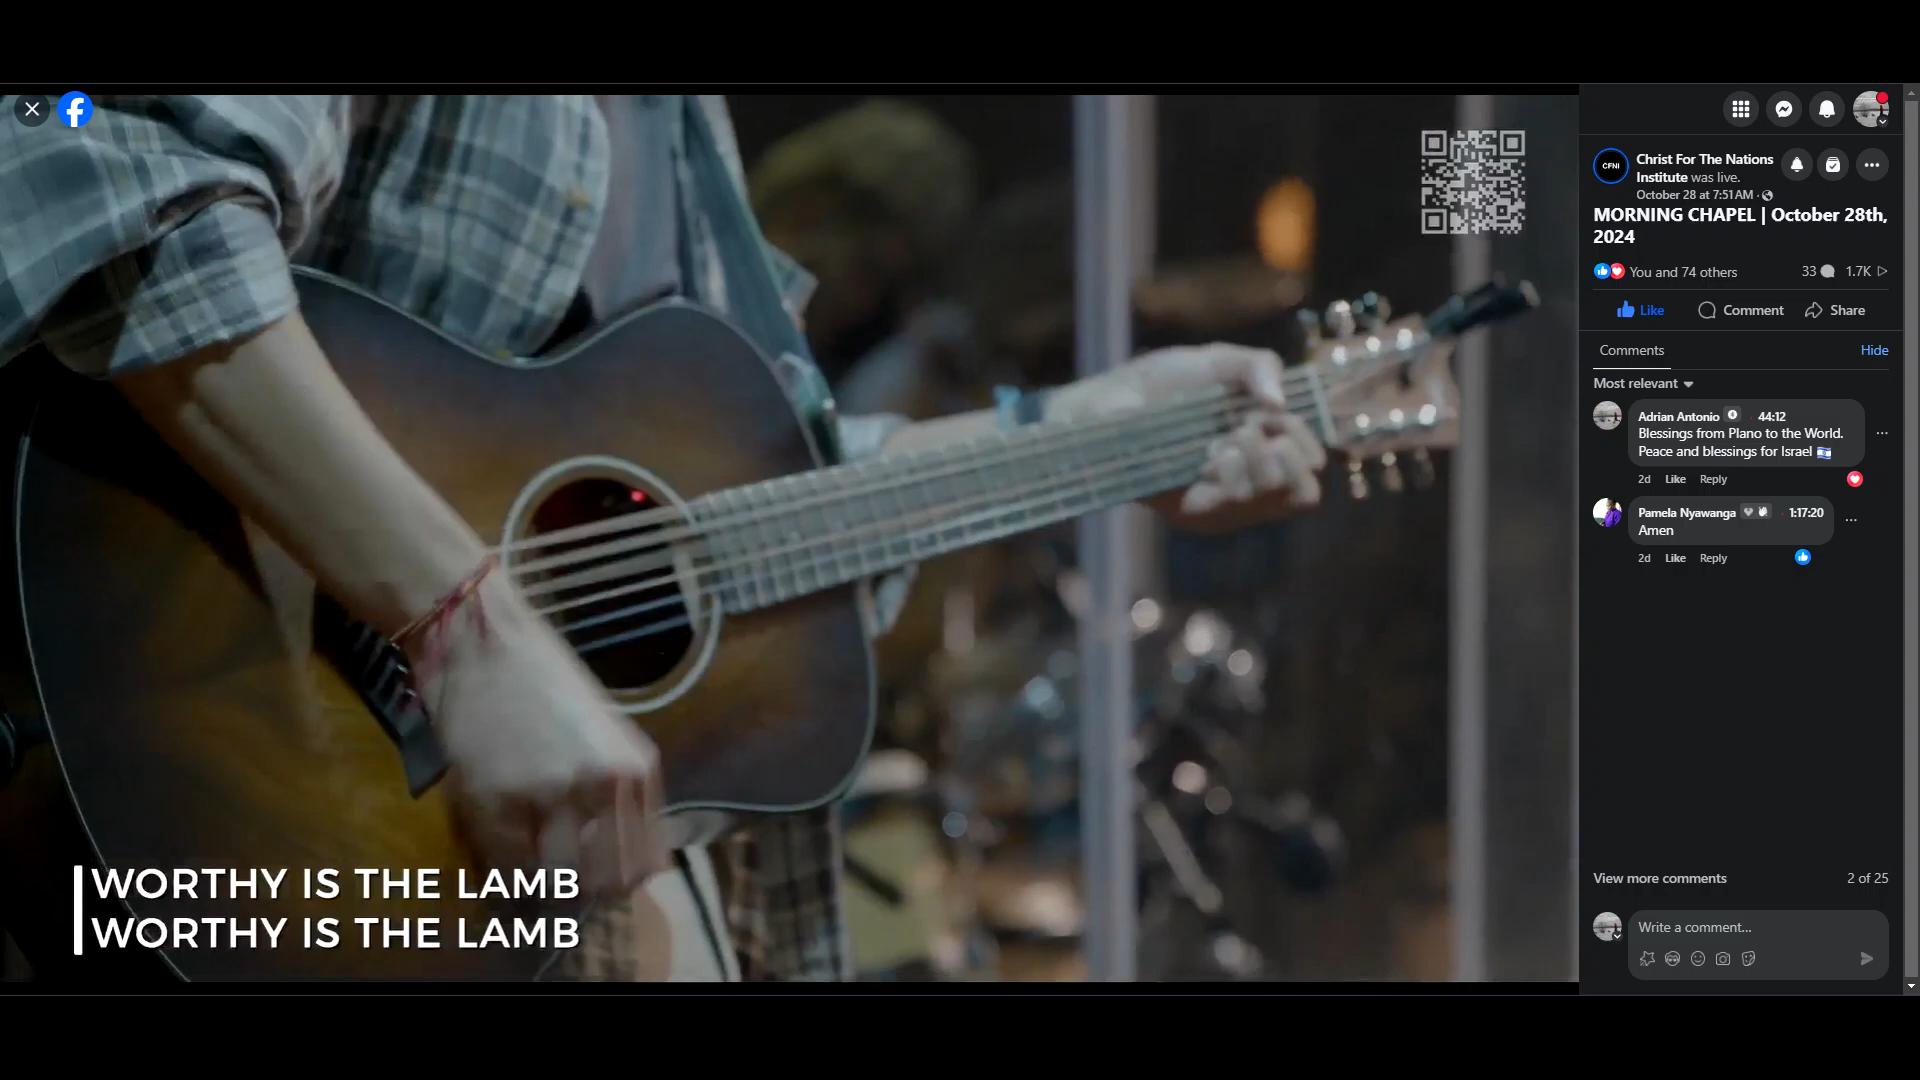 CFNI
Christ For The Nations
Institute was live.
October 28 at 7:51 AM ·
MORNING CHAPEL | October 28th,
2024
You and 74 others
33
1.7K
Like
Comment
Share
Comments
Hide
Most relevant
Adrian Antonio · 44:12
Blessings from Plano to the World.
Peace and blessings for Israel 🇮🇱
2d Like Reply
Pamela Nyawanga · 1:17:20
Amen
2d Like Reply
WORTHY IS THE LAMB
WORTHY IS THE LAMB
View more comments
2 of 25
Write a comment...